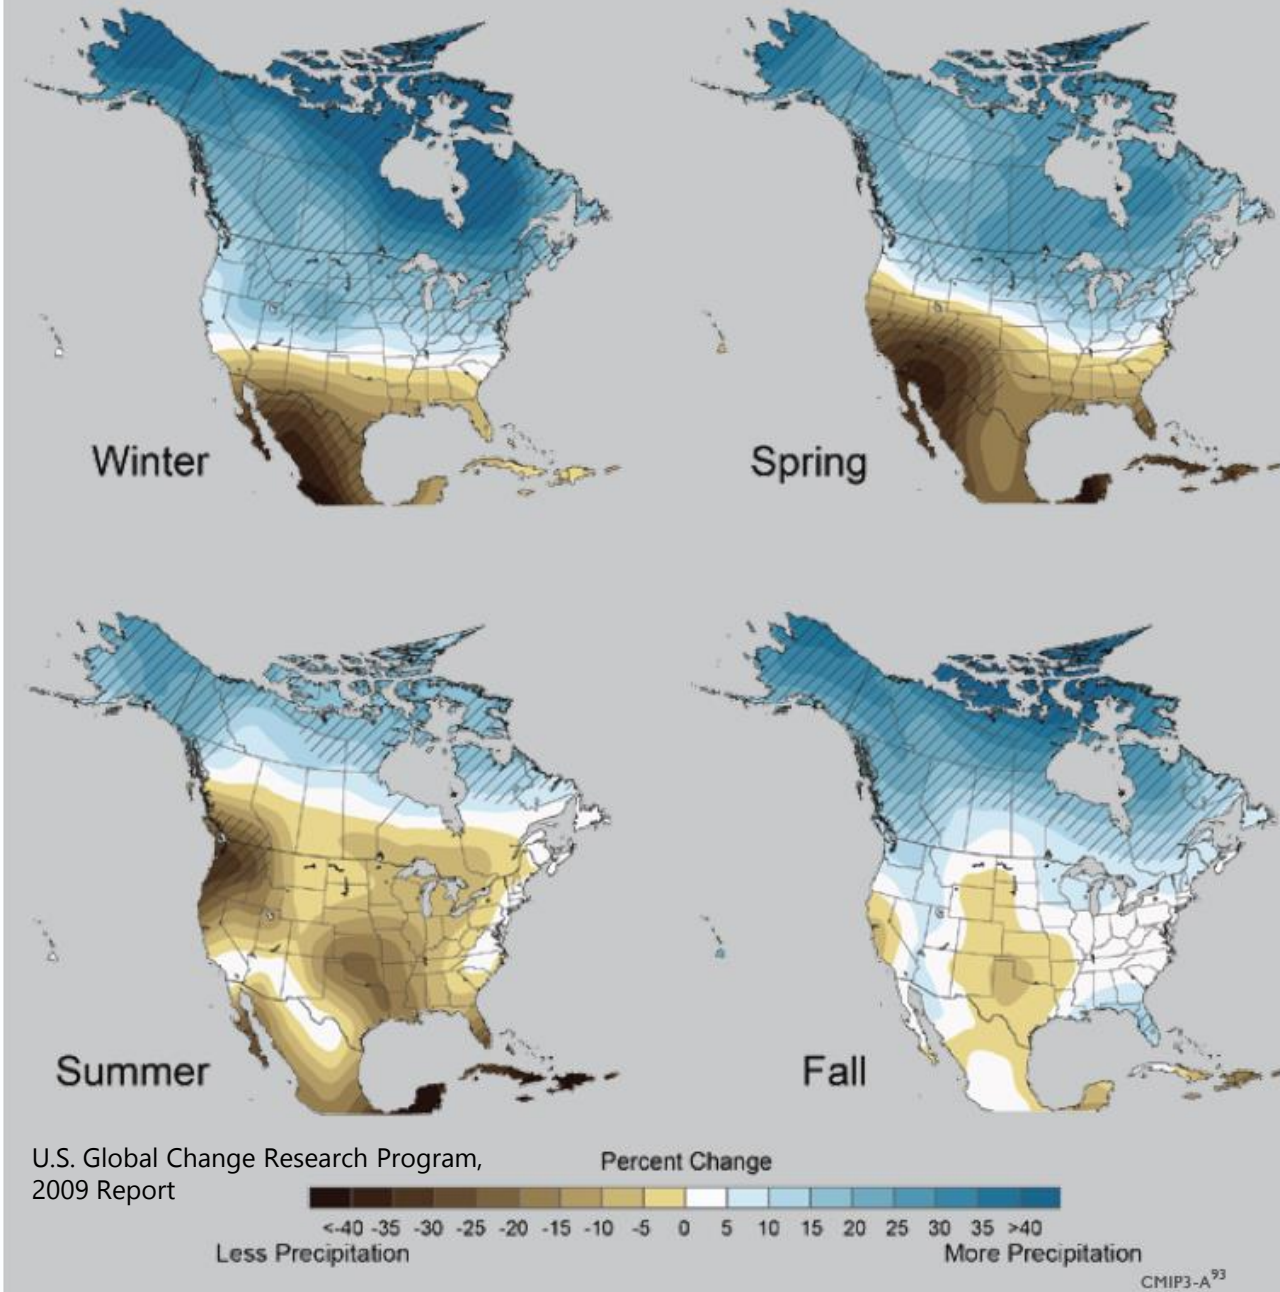 Winter
Spring
Summer
Fall
U.S. Global Change Research Program,
2009 Report
Percent Change
<-40 -35 -30 -25 -20 -15 -10 -5 0 5 10 15 20 25 30 35 >40
Less Precipitation
More Precipitation
CMIP3-A93